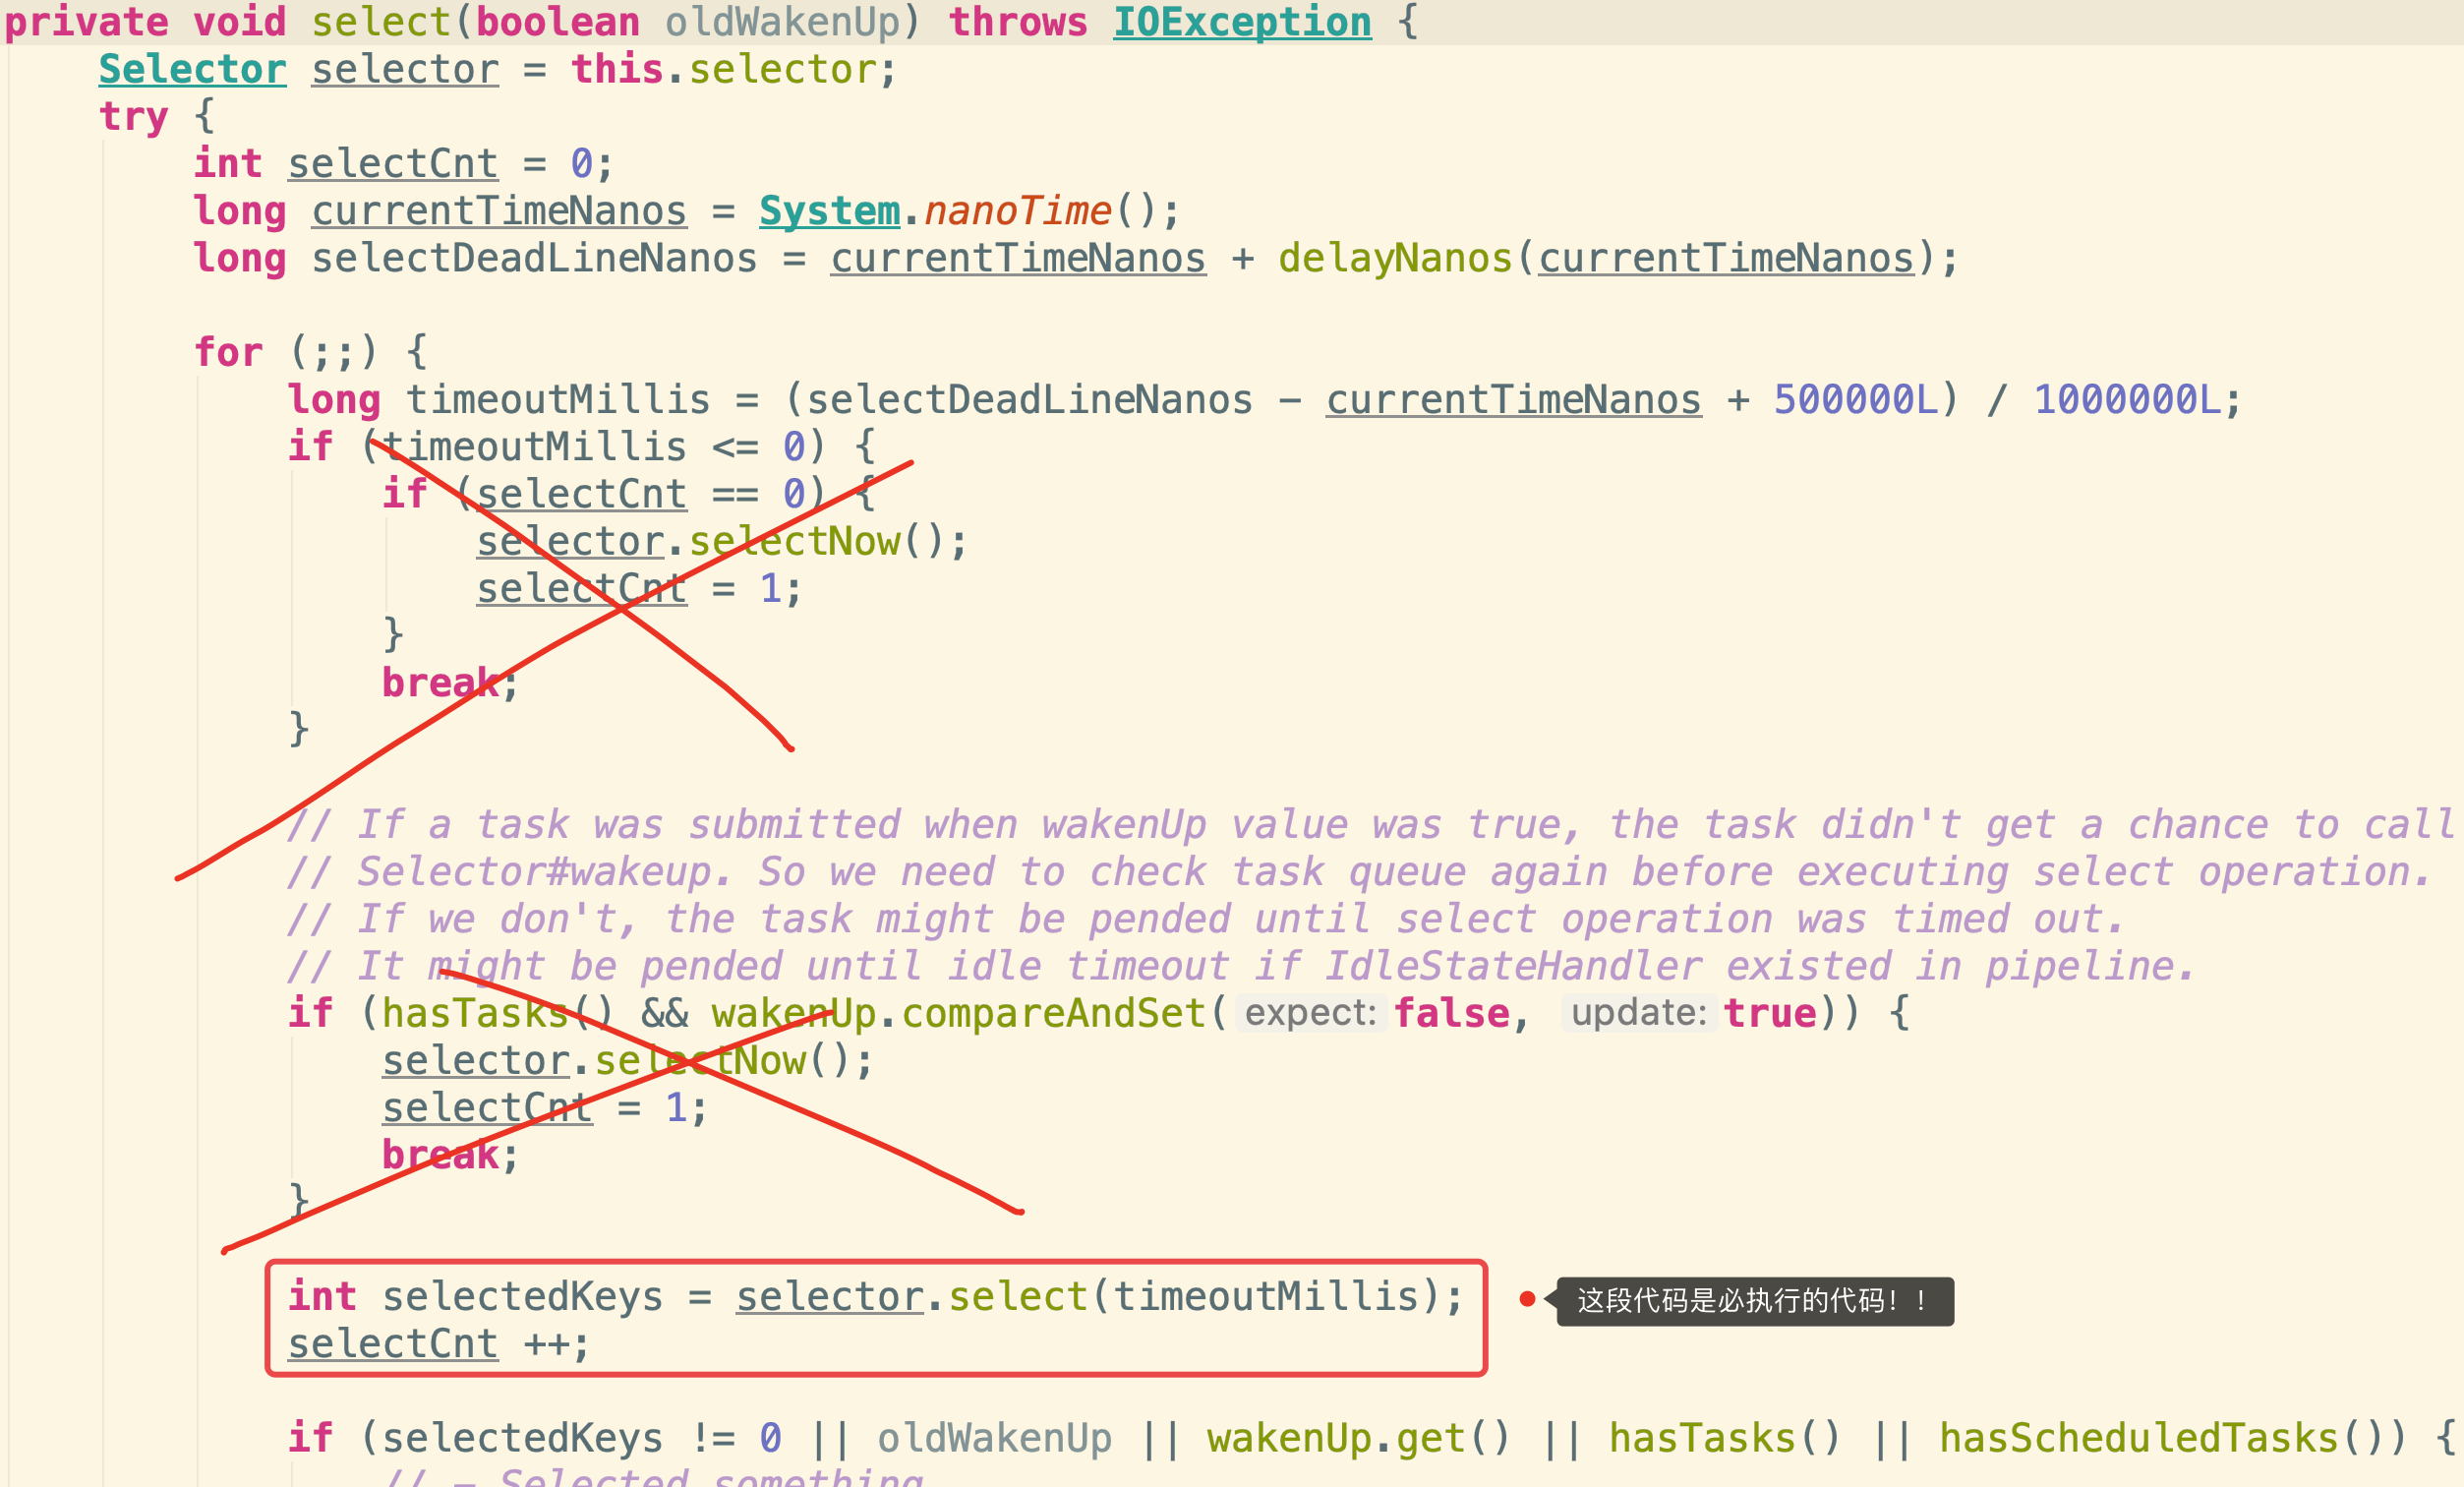 private void select(boolean oldWakenUp) throws IOException {
Selector selector = this.selector;
try {
int selectCnt = 0;
long currentTimeNanos = System.nanoTime();
long selectDeadLineNanos = currentTimeNanos + delayNanos(currentTimeNanos);
for (;;) {
long timeoutMillis = (selectDeadLineNanos - currentTimeNanos + 500000L) / 1000000L;
if (timeoutMillis <= 0) {
if (selectCnt == 0) {
selector.selectNow();
selectCnt = 1;
}
break;
}
// If a task was submitted when wakenUp value was true, the task didn't get a chance to call
// Selector#wakeup. So we need to check task queue again before executing select operation.
// If we don't, the task might be pended until select operation was timed out.
// It might be pended until idle timeout if IdleStateHandler existed in pipeline.
if (hasTasks() && wakenUp.compareAndSet( expect: false, update: true)) {
selector.selectNow();
selectCnt = 1;
break;
}
int selectedKeys = selector.select(timeoutMillis);
这段代码是必执行的代码！！
selectCnt ++;
if (selectedKeys != 0 || oldWakenUp || wakenUp.get() || hasTasks() || hasScheduledTasks()) {
// - Selected something